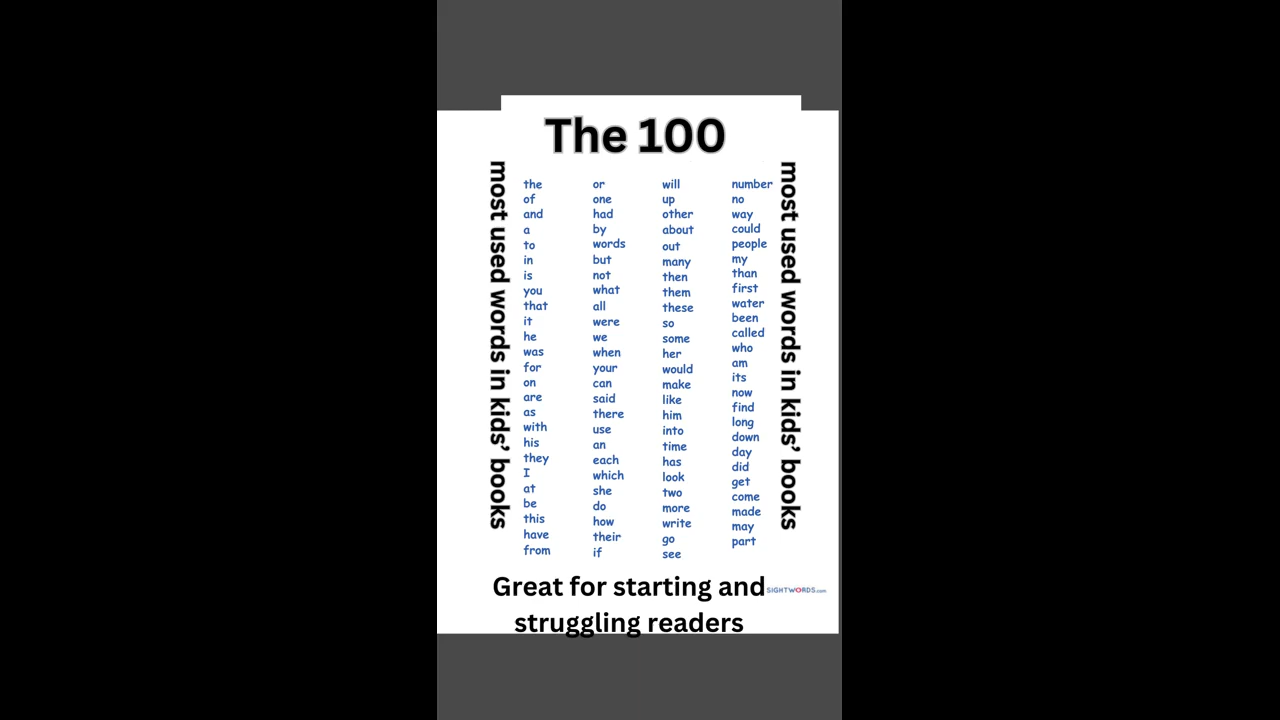 The 100
most used words in kids' books
the
of
and
a
to
in
is
you
that
it
he
was
for
on
are
as
with
his
they
I
at
be
this
have
from
or
one
had
by
words
but
not
what
all
were
we
when
your
can
said
there
use
an
each
which
she
do
how
their
if
will
up
other
about
out
many
then
them
these
so
some
her
would
make
like
him
into
time
has
look
two
more
write
go
see
number
no
way
could
people
my
than
first
water
been
called
who
am
its
now
find
long
down
day
did
get
come
made
may
part
most used words in kids' books
Great for starting and
struggling readers
SIGHTWORDS.com